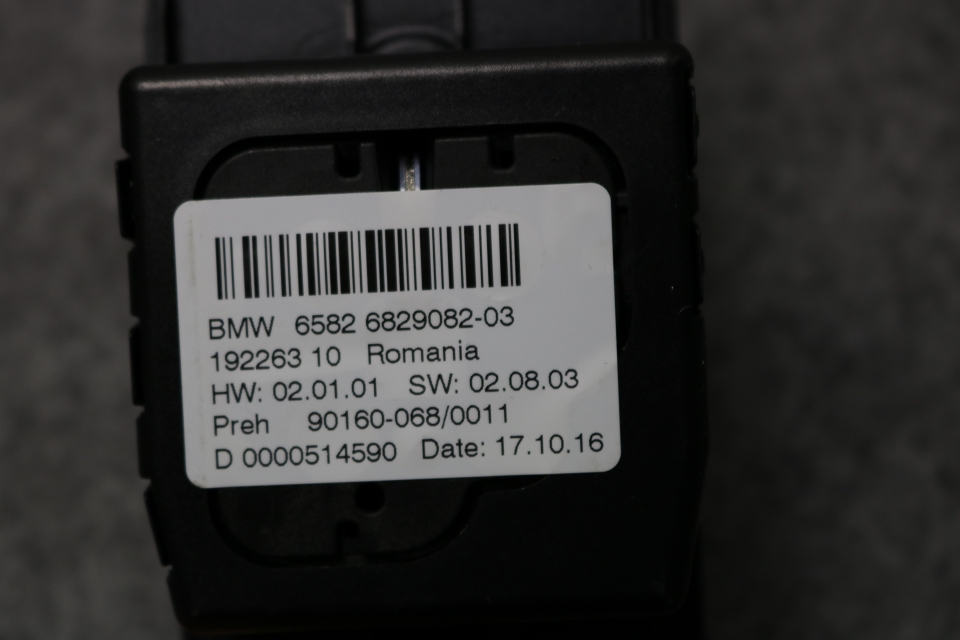 BMW 6582 6829082-03
192263 10 Romania
HW: 02.01.01 SW: 02.08.03
Preh 90160-068/0011
D 0000514590 Date: 17.10.16